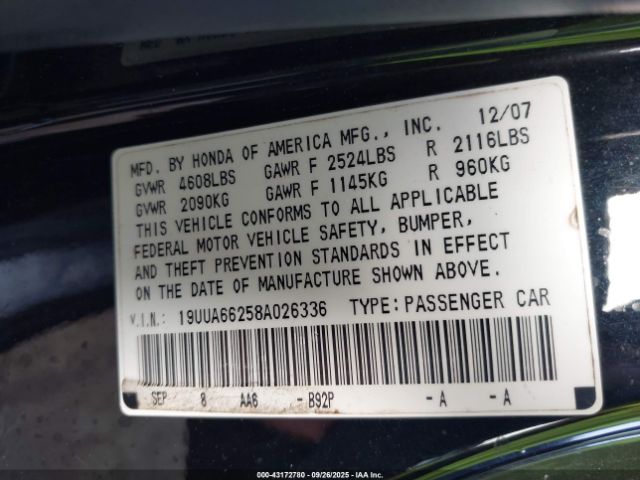 MFD. BY HONDA OF AMERICA MFG., INC. 12/07
GVWR 4608LBS GAWR F 2524LBS R 2116LBS
GVWR 2090KG GAWR F 1145KG R 960KG
THIS VEHICLE CONFORMS TO ALL APPLICABLE
FEDERAL MOTOR VEHICLE SAFETY, BUMPER,
AND THEFT PREVENTION STANDARDS IN EFFECT
ON THE DATE OF MANUFACTURE SHOWN ABOVE.
V.I.N.: 19UUA66258A026336 TYPE:PASSENGER CAR
SEP 8 AA6 -B92P -A -A
000-43172780 - 09/26/2025 - IAA Inc.